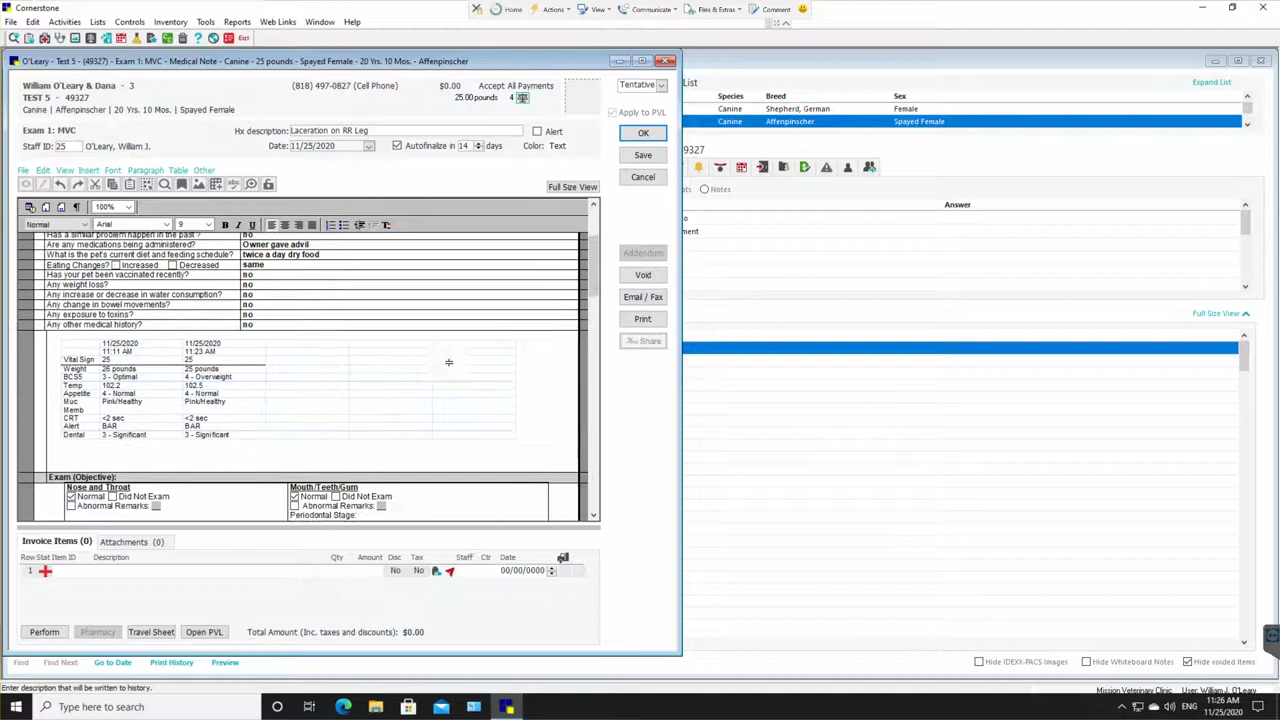 Cornerstone
Home Actions View Communicate Files & Extras Comment
File Edit Activities Lists Controls Inventory Tools Reports Web Links Window Help
Exit
O'Leary - Test 5 - (49327) - Exam 1: MVC - Medical Note - Canine - 25 pounds - Spayed Female - 20 Yrs. 10 Mos. - Affenpinscher
William O'Leary & Dana - 3 (818) 497-0827 (Cell Phone) $0.00 Accept All Payments
TEST 5 - 49327 25.00 pounds 4
Canine | Affenpinscher | 20 Yrs. 10 Mos. | Spayed Female
Tentative
Apply to PVL
Exam 1: MVC Hx description: Laceration on RR Leg Alert
Staff ID: 25 O'Leary, William J. Date: 11/25/2020 Autofinalize in 14 days Color: Text
OK
Save
Cancel
Addendum
Void
Email / Fax
Print
Share
File Edit View Insert Font Paragraph Table Other
Full Size View
100%
Normal Arial 9 B I U
Has a similar problem happen in the past? no
Are any medications being administered? Owner gave advil
What is the pet's current diet and feeding schedule? twice a day dry food
Eating Changes? Increased Decreased same
Has your pet been vaccinated recently? no
Any weight loss? no
Any increase or decrease in water consumption? no
Any change in bowel movements? no
Any exposure to toxins? no
Any other medical history? no
11/25/2020 11/25/2020
11:11 AM 11:23 AM
Vital Sign 25 25
Weight 26 pounds 25 pounds
BCS5 3 - Optimal 4 - Overweight
Temp 102.2 102.5
Appetite 4 - Normal 4 - Normal
Muc Pink/Healthy Pink/Healthy
Memb
CRT <2 sec <2 sec
Alert BAR BAR
Dental 3 - Significant 3 - Significant
Exam (Objective):
Nose and Throat Mouth/Teeth/Gum
Normal Did Not Exam Normal Did Not Exam
Abnormal Remarks: Abnormal Remarks:
Periodontal Stage:
Invoice Items (0) Attachments (0)
Row Stat Item ID Description Qty Amount Disc Tax Staff Ctr Date
1 No No 00/00/0000
Perform Pharmacy Travel Sheet Open PVL Total Amount (Inc. taxes and discounts): $0.00
List Expand List
Species Breed Sex
Canine Shepherd, German Female
Canine Affenpinscher Spayed Female
49327
Notes
Answer
Full Size View
Find Find Next Go to Date Print History Preview
Hide IDEXX-PACS Images Hide Whiteboard Notes Hide voided items
Enter description that will be written to history. Mission Veterinary Clinic User: William J. O'Leary
Type here to search
ENG 11:26 AM
11/25/2020